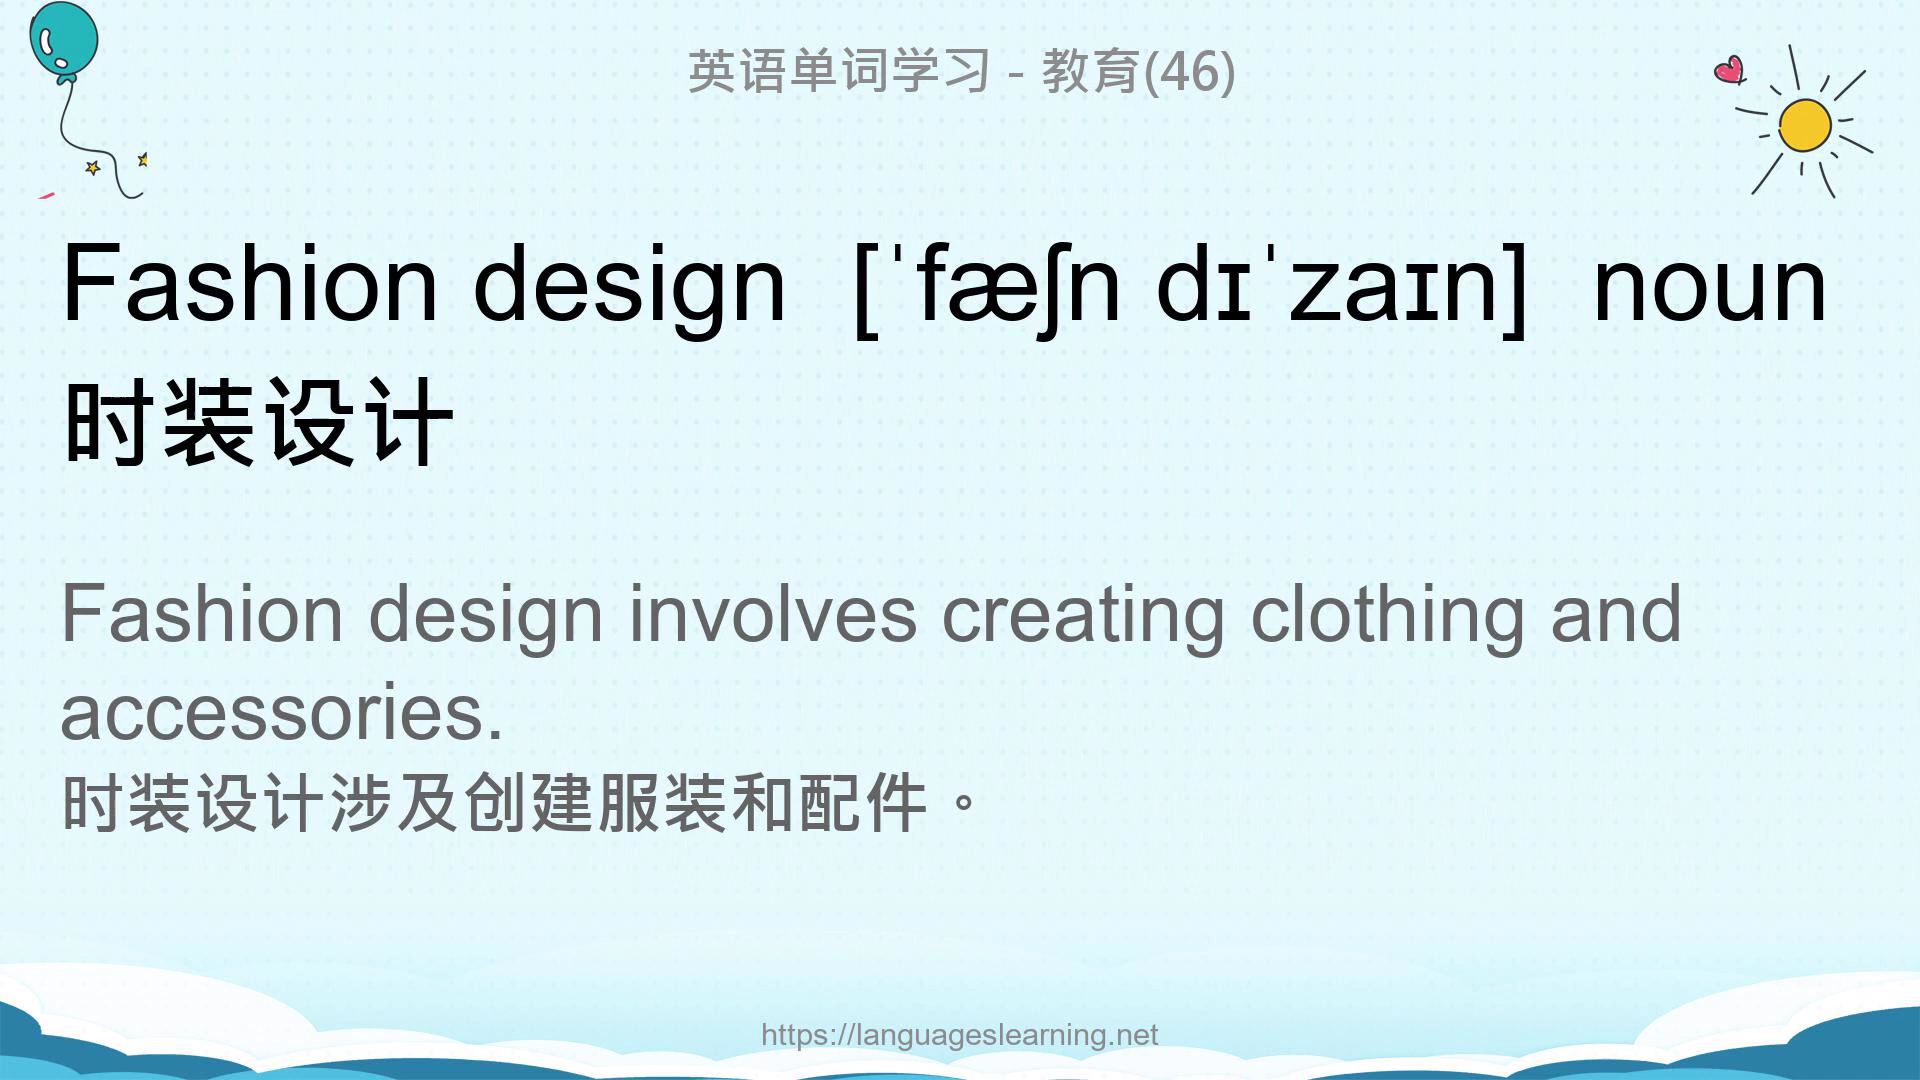 英语单词学习 - 教育(46)
Fashion design  [ˈfæʃn dɪˈzaɪn]  noun
时装设计
Fashion design involves creating clothing and
accessories.
时装设计涉及创建服装和配件。
https://languageslearning.net